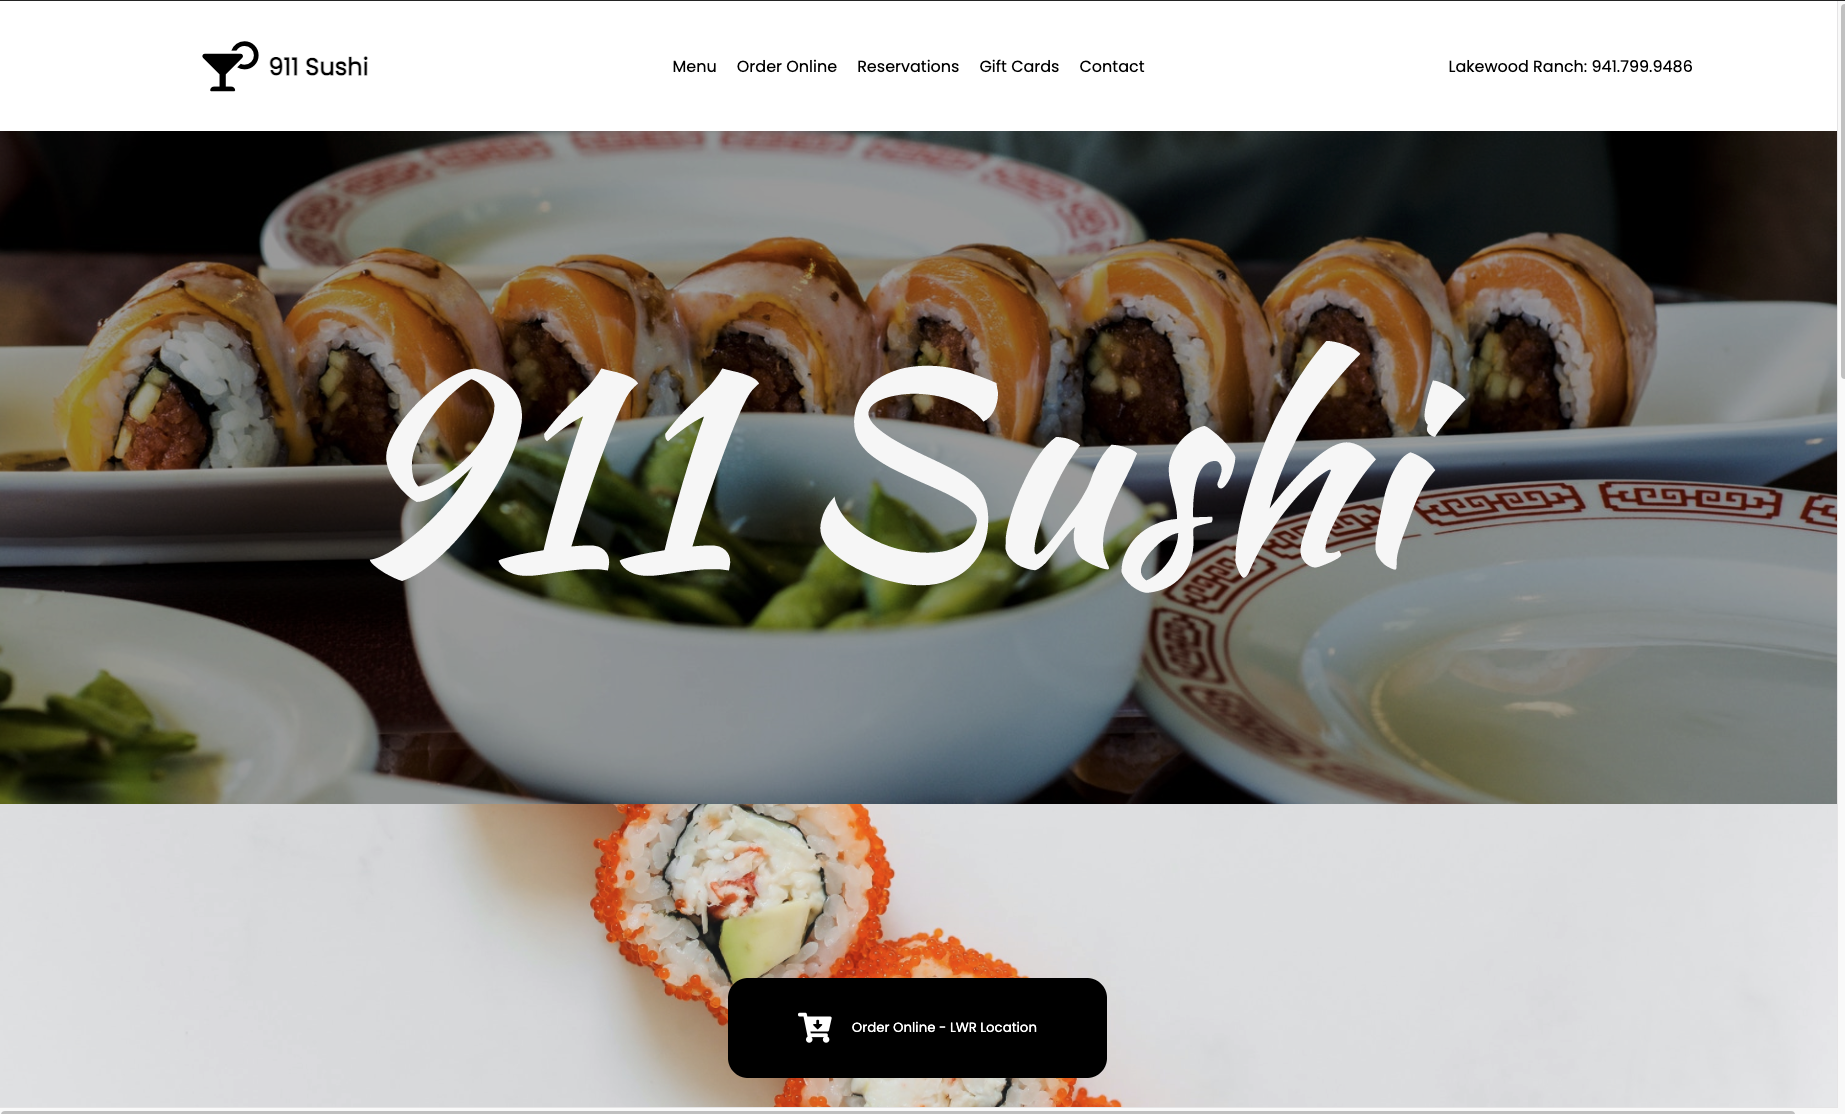 911 Sushi
Menu Order Online Reservations Gift Cards Contact
Lakewood Ranch: 941.799.9486
911 Sushi
Order Online - LWR Location